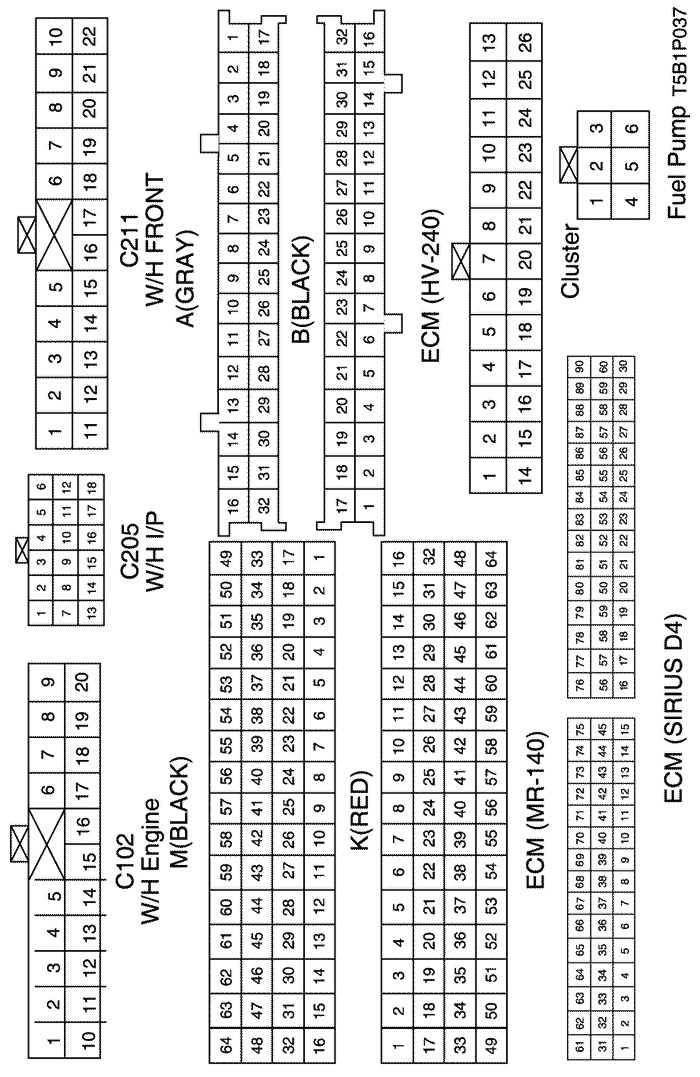 1 2 3 4 5 6 7 8 9
10 11 12 13 14 15 16 17 18 19 20
C102
W/H Engine
1 2 3 4 5 6
7 8 9 10 11 12
13 14 15 16 17 18
C205
W/H I/P
1 2 3 4 5 6 7 8 9 10
11 12 13 14 15 16 17 18 19 20 21 22
C211
W/H FRONT
M(BLACK)
64 63 62 61 60 59 58 57 56 55 54 53 52 51 50 49
48 47 46 45 44 43 42 41 40 39 38 37 36 35 34 33
32 31 30 29 28 27 26 25 24 23 22 21 20 19 18 17
16 15 14 13 12 11 10 9 8 7 6 5 4 3 2 1
K(RED)
1 2 3 4 5 6 7 8 9 10 11 12 13 14 15 16
17 18 19 20 21 22 23 24 25 26 27 28 29 30 31 32
33 34 35 36 37 38 39 40 41 42 43 44 45 46 47 48
49 50 51 52 53 54 55 56 57 58 59 60 61 62 63 64
ECM (MR-140)
A(GRAY)
16 15 14 13 12 11 10 9 8 7 6 5 4 3 2 1
32 31 30 29 28 27 26 25 24 23 22 21 20 19 18 17
B(BLACK)
17 18 19 20 21 22 23 24 25 26 27 28 29 30 31 32
1 2 3 4 5 6 7 8 9 10 11 12 13 14 15 16
ECM (HV-240)
1 2 3 4 5 6 7 8 9 10 11 12 13
14 15 16 17 18 19 20 21 22 23 24 25 26
Cluster
61 62 63 64 65 66 67 68 69 70 71 72 73 74 75
31 32 33 34 35 36 37 38 39 40 41 42 43 44 45
1 2 3 4 5 6 7 8 9 10 11 12 13 14 15
76 77 78 79 80 81 82 83 84 85 86 87 88 89 90
56 57 58 59 50 51 52 53 54 55 56 57 58 59 60
16 17 18 19 20 21 22 23 24 25 26 27 28 29 30
ECM (SIRIUS D4)
1 2 3
4 5 6
Fuel Pump
T5B1P037